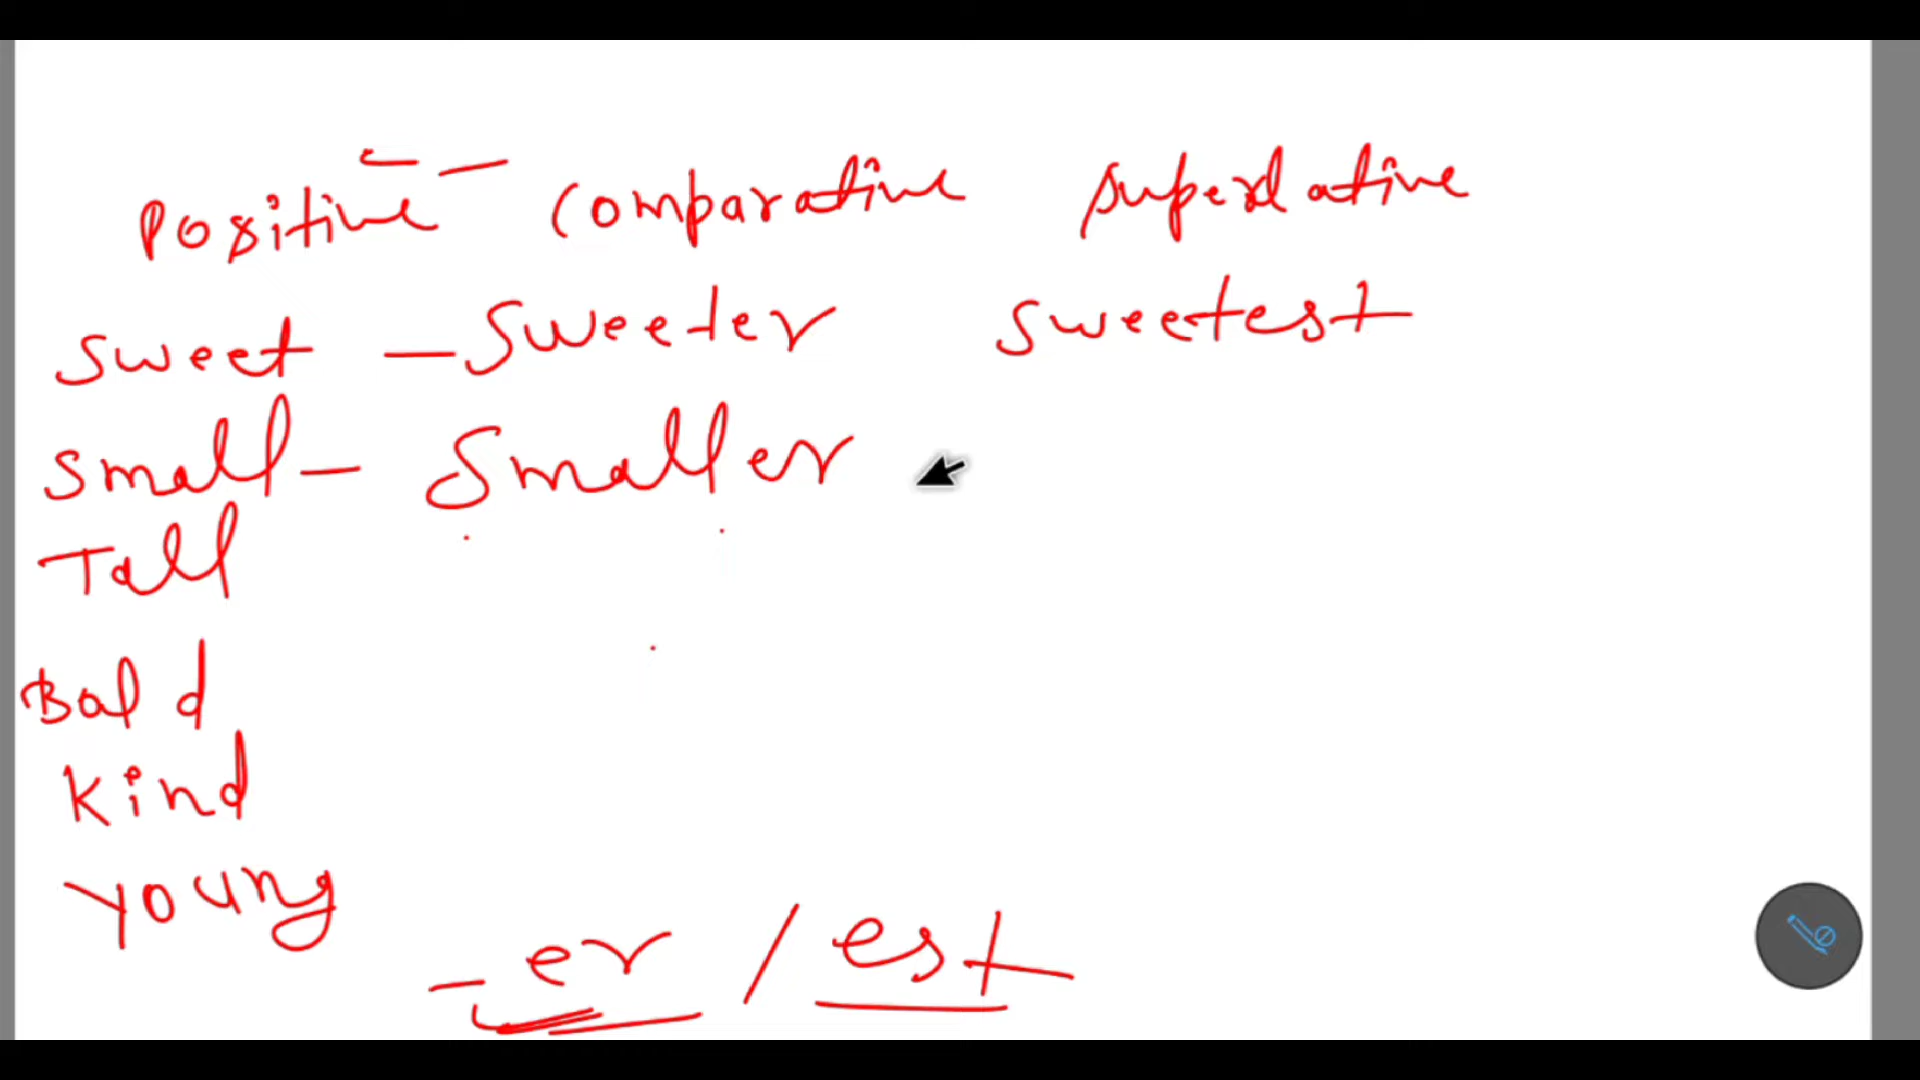 Positive comparative superlative
Sweet - Sweeter sweetest
Small - Smaller
Tall
Bald
Kind
Young
- er / est